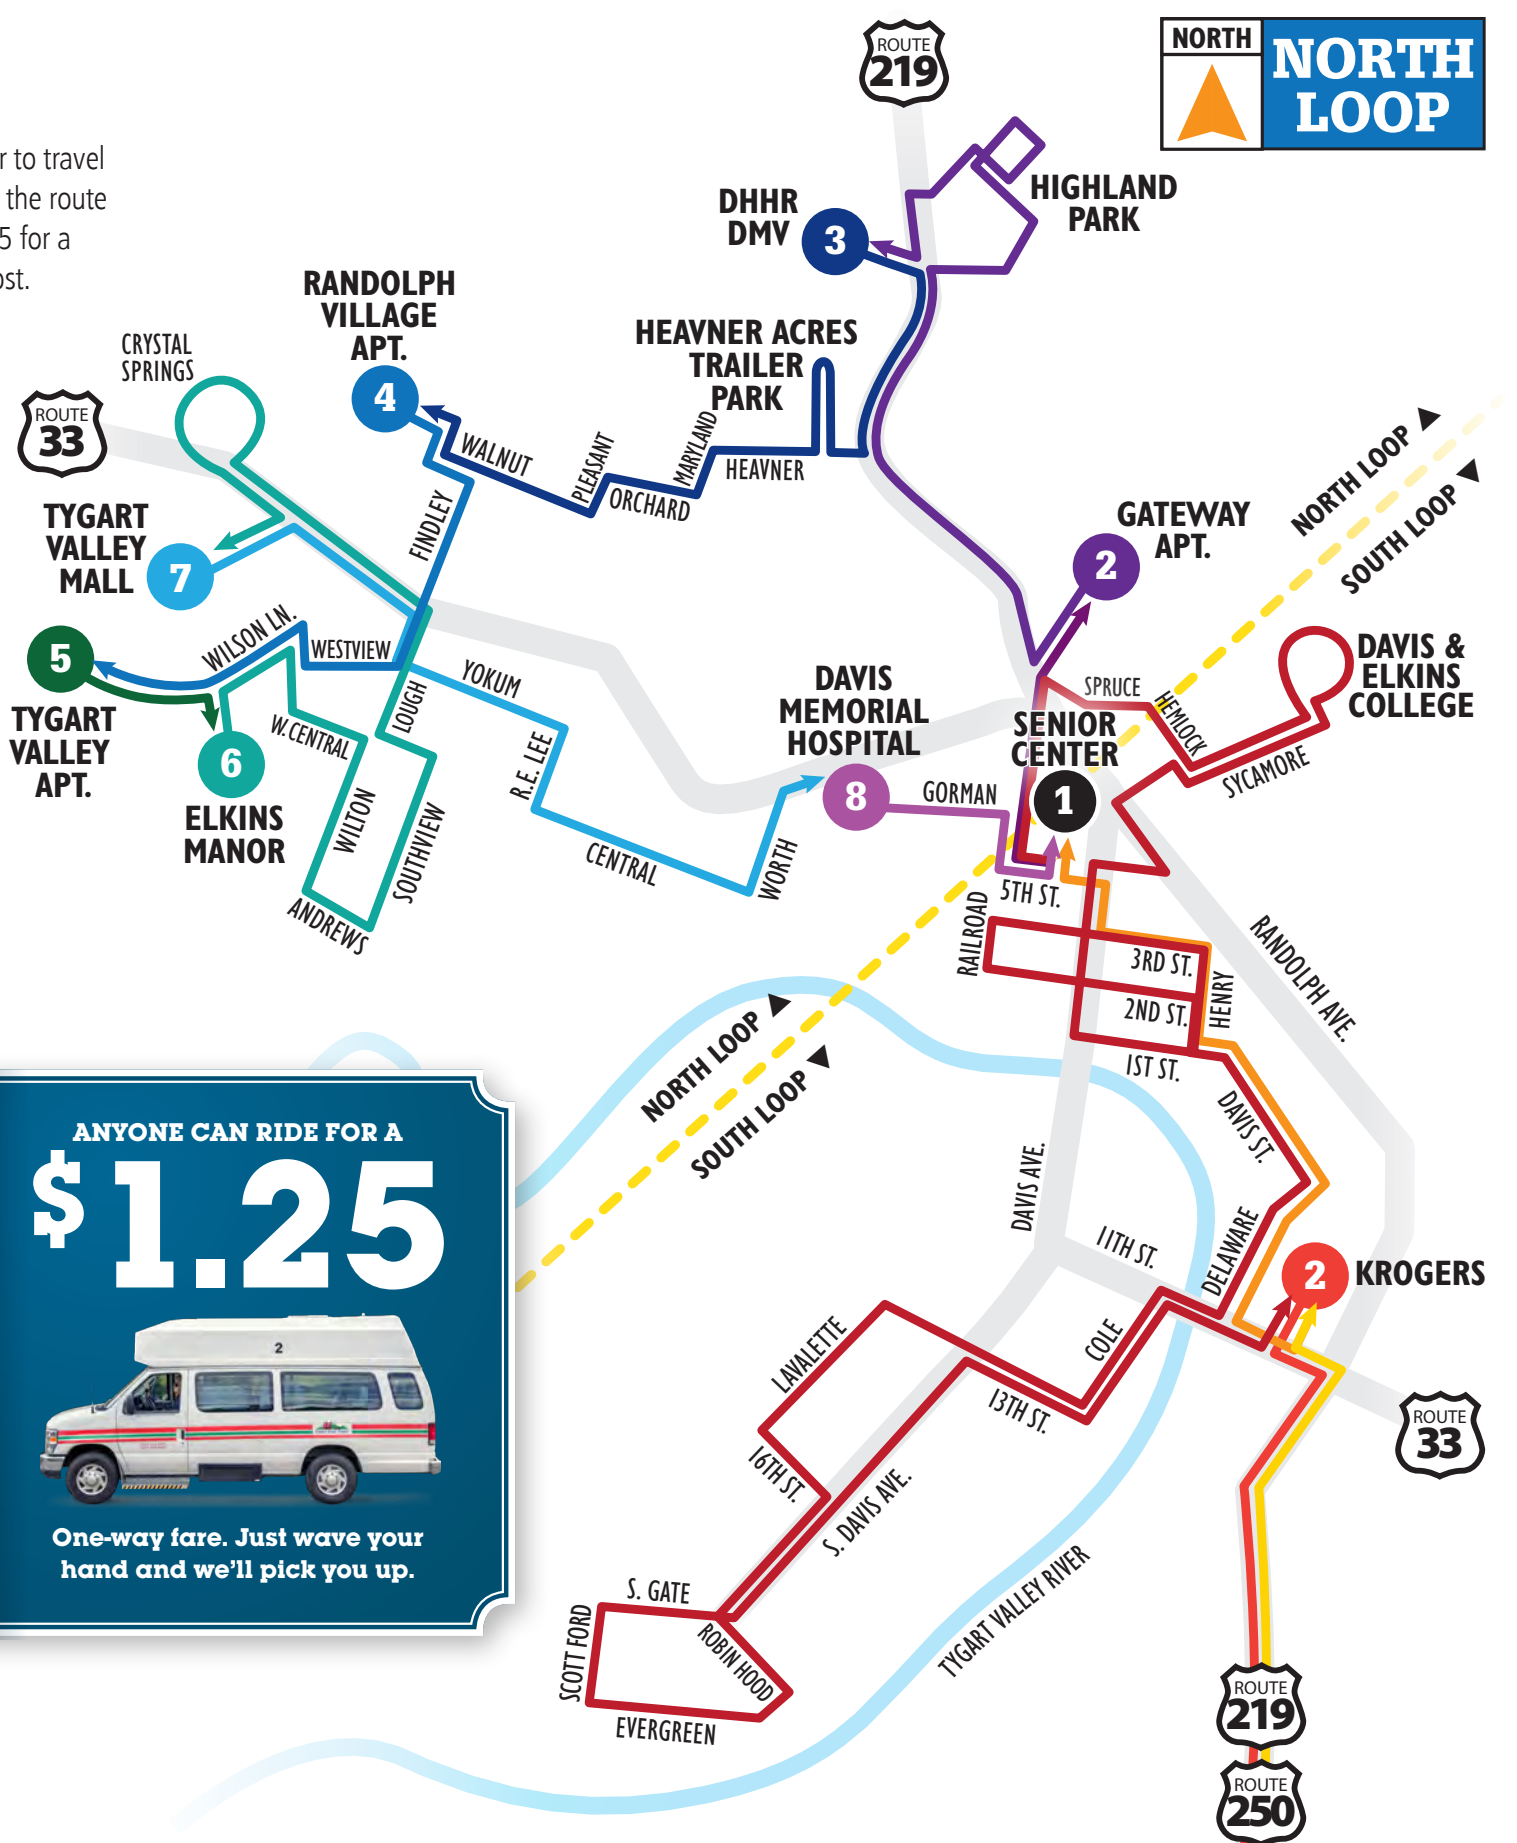 ROUTE
219
NORTH
NORTH
LOOP
r to travel
the route
5 for a
ost.
DHHR
DMV
3
HIGHLAND
PARK
RANDOLPH
VILLAGE
APT.
4
HEAVNER ACRES
TRAILER
PARK
CRYSTAL
SPRINGS
ROUTE
33
WALNUT
PLEASANT
ORCHARD
MARYLAND
HEAVNER
FINDLEY
NORTH LOOP
SOUTH LOOP
GATEWAY
APT.
2
TYGART
VALLEY
MALL
7
WILSON LN.
WESTVIEW
5
TYGART
VALLEY
APT.
YOKUM
LOUGH
W. CENTRAL
6
ELKINS
MANOR
WILTON
SOUTHVIEW
ANDREWS
R.E. LEE
CENTRAL
WORTH
DAVIS
MEMORIAL
HOSPITAL
8
GORMAN
SENIOR
CENTER
1
SPRUCE
HEMLOCK
SYCAMORE
DAVIS &
ELKINS
COLLEGE
5TH ST.
RAILROAD
3RD ST.
2ND ST.
HENRY
1ST ST.
RANDOLPH AVE.
NORTH LOOP
SOUTH LOOP
DAVIS ST.
DAVIS AVE.
11TH ST.
DELAWARE
2
KROGERS
ANYONE CAN RIDE FOR A
$1.25
2
One-way fare. Just wave your
hand and we’ll pick you up.
LAVALETTE
COLE
13TH ST.
16TH ST.
S. DAVIS AVE.
ROUTE
33
S. GATE
SCOTT FORD
ROBIN HOOD
EVERGREEN
TYGART VALLEY RIVER
ROUTE
219
ROUTE
250